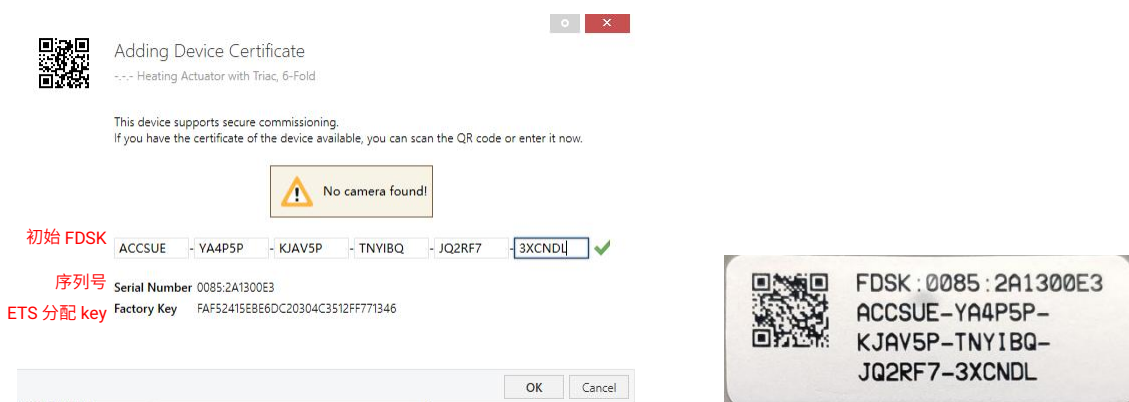 Adding Device Certificate
-.-.- Heating Actuator with Triac, 6-Fold
This device supports secure commissioning.
If you have the certificate of the device available, you can scan the QR code or enter it now.
No camera found!
初始 FDSK ACCSUE - YA4P5P - KJAV5P - TNYIBQ - JQ2RF7 - 3XCNDL
序列号 Serial Number 0085:2A1300E3
ETS 分配 key Factory Key FAF52415EBE6DC20304C3512FF771346
OK Cancel
FDSK:0085:2A1300E3
ACCSUE-YA4P5P-
KJAV5P-TNYIBQ-
JQ2RF7-3XCNDL